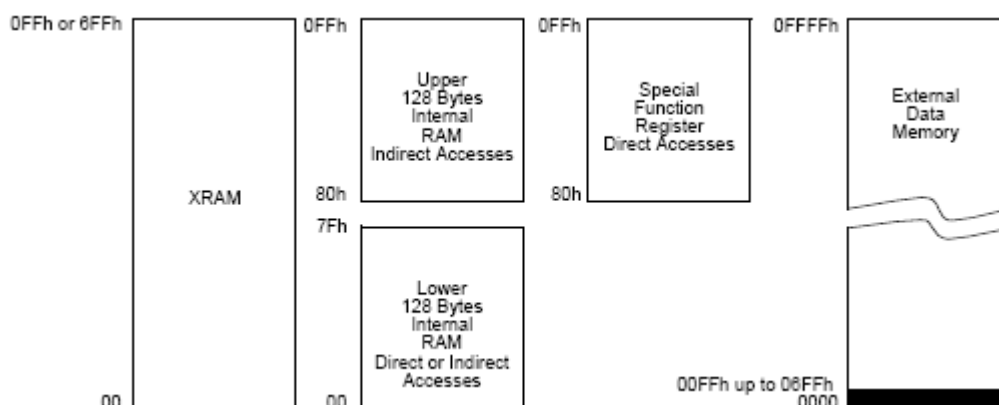 0FFh or 6FFh
XRAM
00
0FFh
Upper
128 Bytes
Internal
RAM
Indirect Accesses
80h
7Fh
Lower
128 Bytes
Internal
RAM
Direct or Indirect
Accesses
00
0FFh
Special
Function
Register
Direct Accesses
80h
0FFFFh
External
Data
Memory
00FFh up to 06FFh
0000